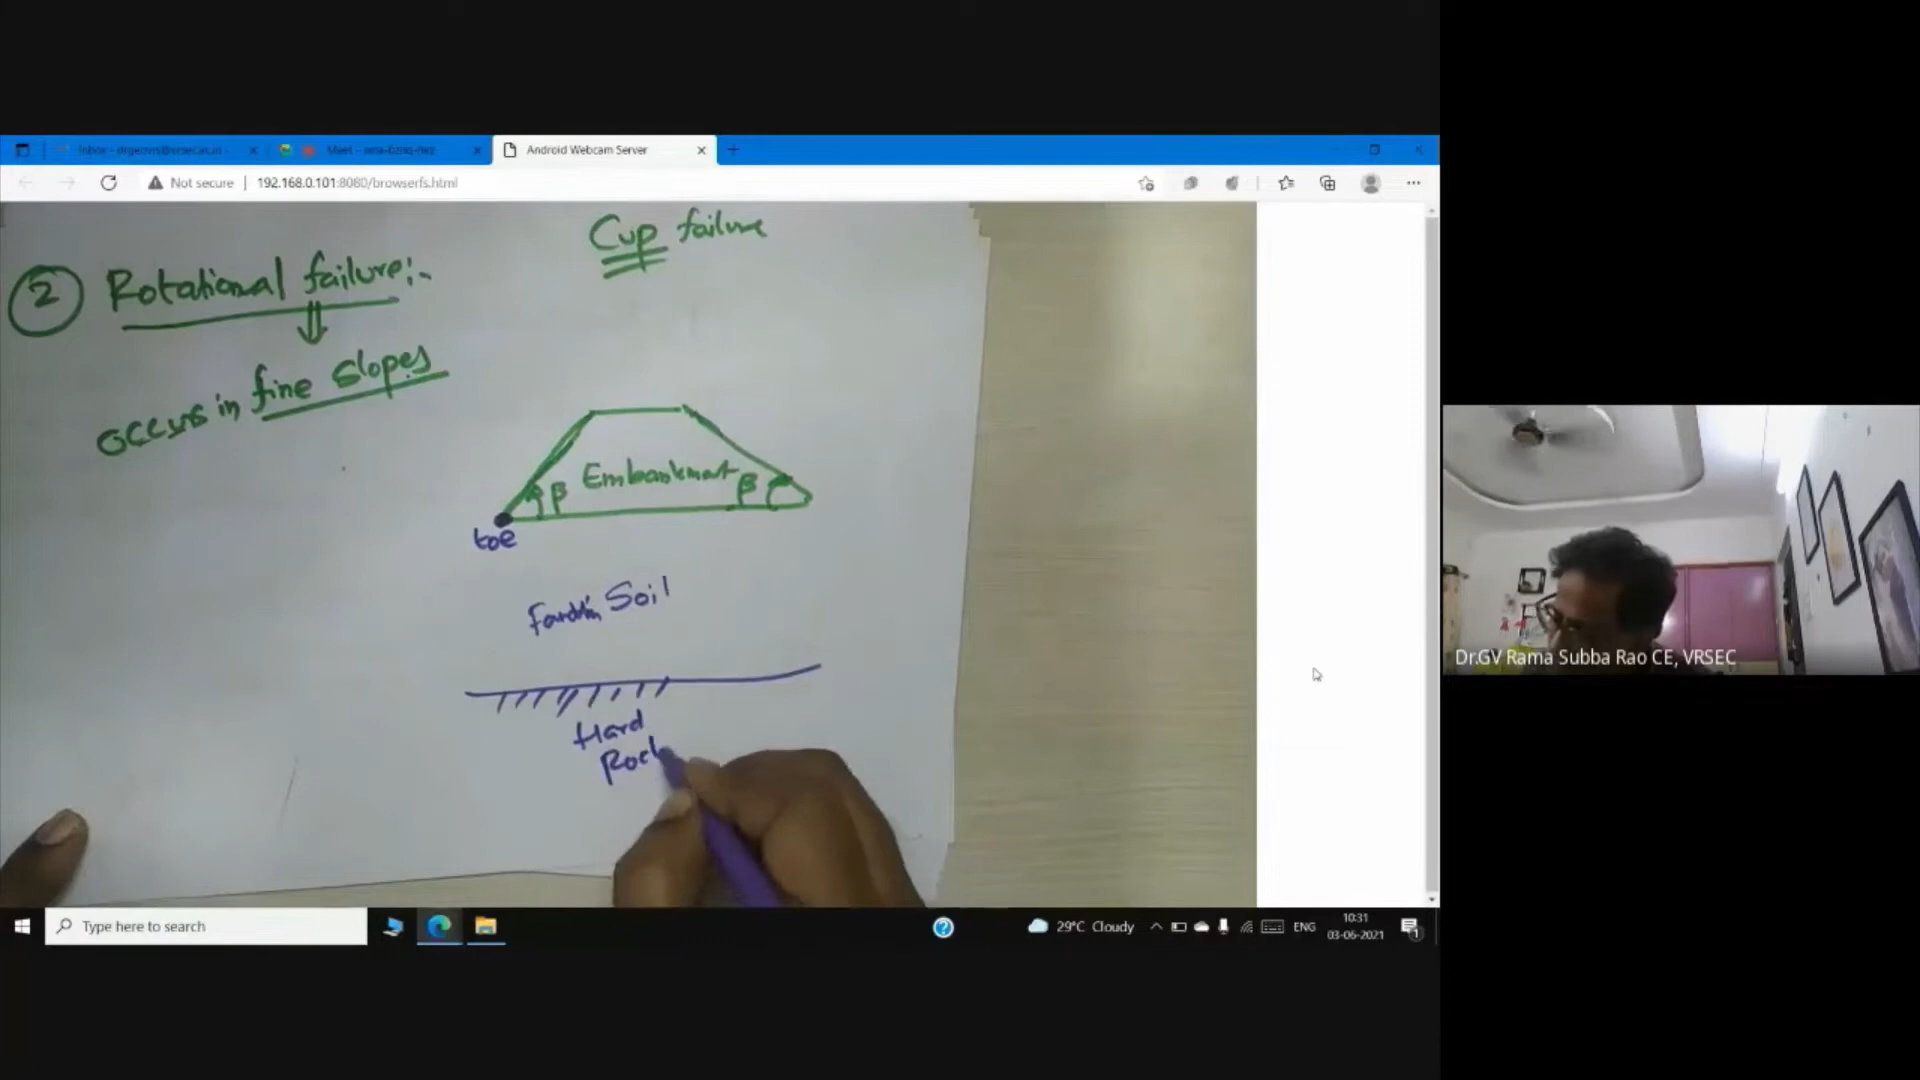 Meet -
Android Webcam Server
Not secure
192.168.0.101:8080/browserfs.html
Cup failure
2 Rotational failure:-
⇓
occurs in fine Slopes
Embankment
β
β
toe
Soil
Hard
Rock
Dr.GV Rama Subba Rao CE, VRSEC
Type here to search
29°C Cloudy
ENG
10:31
03-06-2021
1